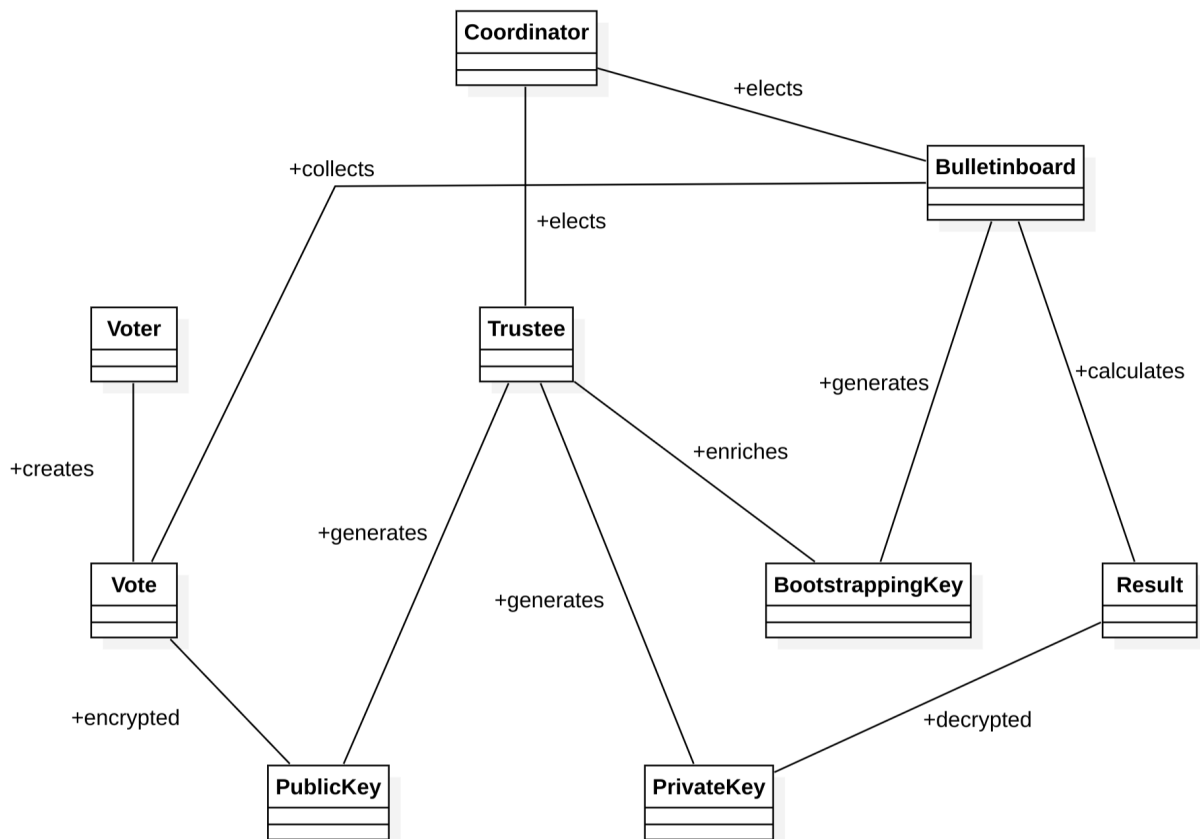 Coordinator
+elects
Bulletinboard
+collects
+elects
Voter
Trustee
+calculates
+generates
+enriches
+creates
+generates
+generates
Vote
BootstrappingKey
Result
+encrypted
+decrypted
PublicKey
PrivateKey